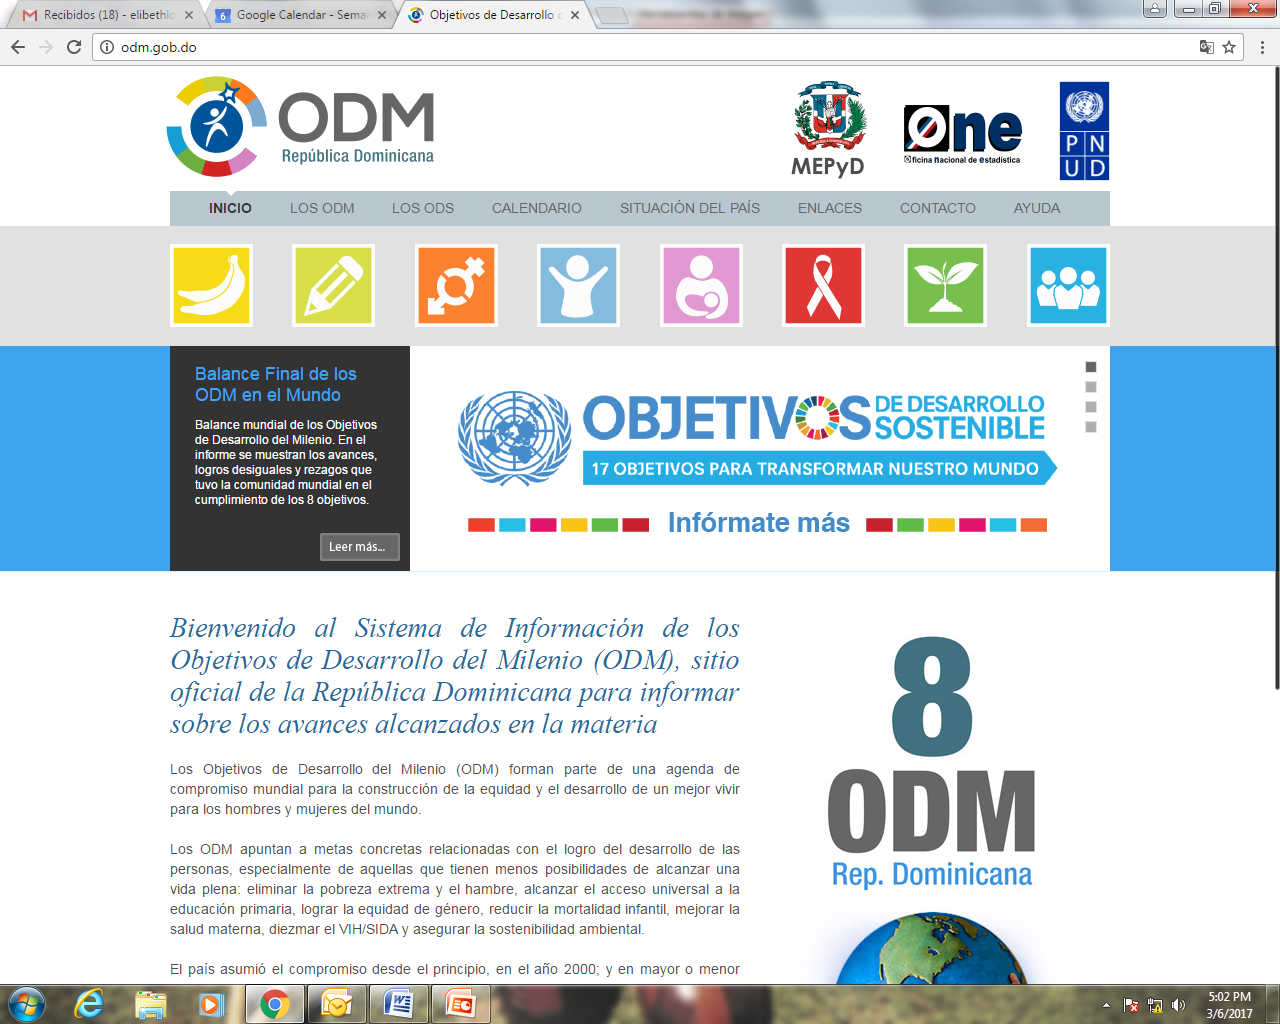 Recibidos (18) - elibethlc
Google Calendar - Sema
6
Objetivos de Desarrollo d
odm.gob.do
ODM
República Dominicana
MEPyD
One
Oficina nacional de estadística
PN
UD
INICIO
LOS ODM
LOS ODS
CALENDARIO
SITUACIÓN DEL PAÍS
ENLACES
CONTACTO
AYUDA
Balance Final de los
ODM en el Mundo
Balance mundial de los Objetivos
de Desarrollo del Milenio. En el
informe se muestran los avances,
logros desiguales y rezagos que
tuvo la comunidad mundial en el
cumplimiento de los 8 objetivos.
Leer más...
OBJETIVOS DE DESARROLLO
SOSTENIBLE
17 OBJETIVOS PARA TRANSFORMAR NUESTRO MUNDO
Infórmate más
Bienvenido al Sistema de Información de los
Objetivos de Desarrollo del Milenio (ODM), sitio
oficial de la República Dominicana para informar
sobre los avances alcanzados en la materia
Los Objetivos de Desarrollo del Milenio (ODM) forman parte de una agenda de
compromiso mundial para la construcción de la equidad y el desarrollo de un mejor vivir
para los hombres y mujeres del mundo.
Los ODM apuntan a metas concretas relacionadas con el logro del desarrollo de las
personas, especialmente de aquellas que tienen menos posibilidades de alcanzar una
vida plena: eliminar la pobreza extrema y el hambre, alcanzar el acceso universal a la
educación primaria, lograr la equidad de género, reducir la mortalidad infantil, mejorar la
salud materna, diezmar el VIH/SIDA y asegurar la sostenibilidad ambiental.
El país asumió el compromiso desde el principio, en el año 2000; y en mayor o menor
8
ODM
Rep. Dominicana
5:02 PM
3/6/2017